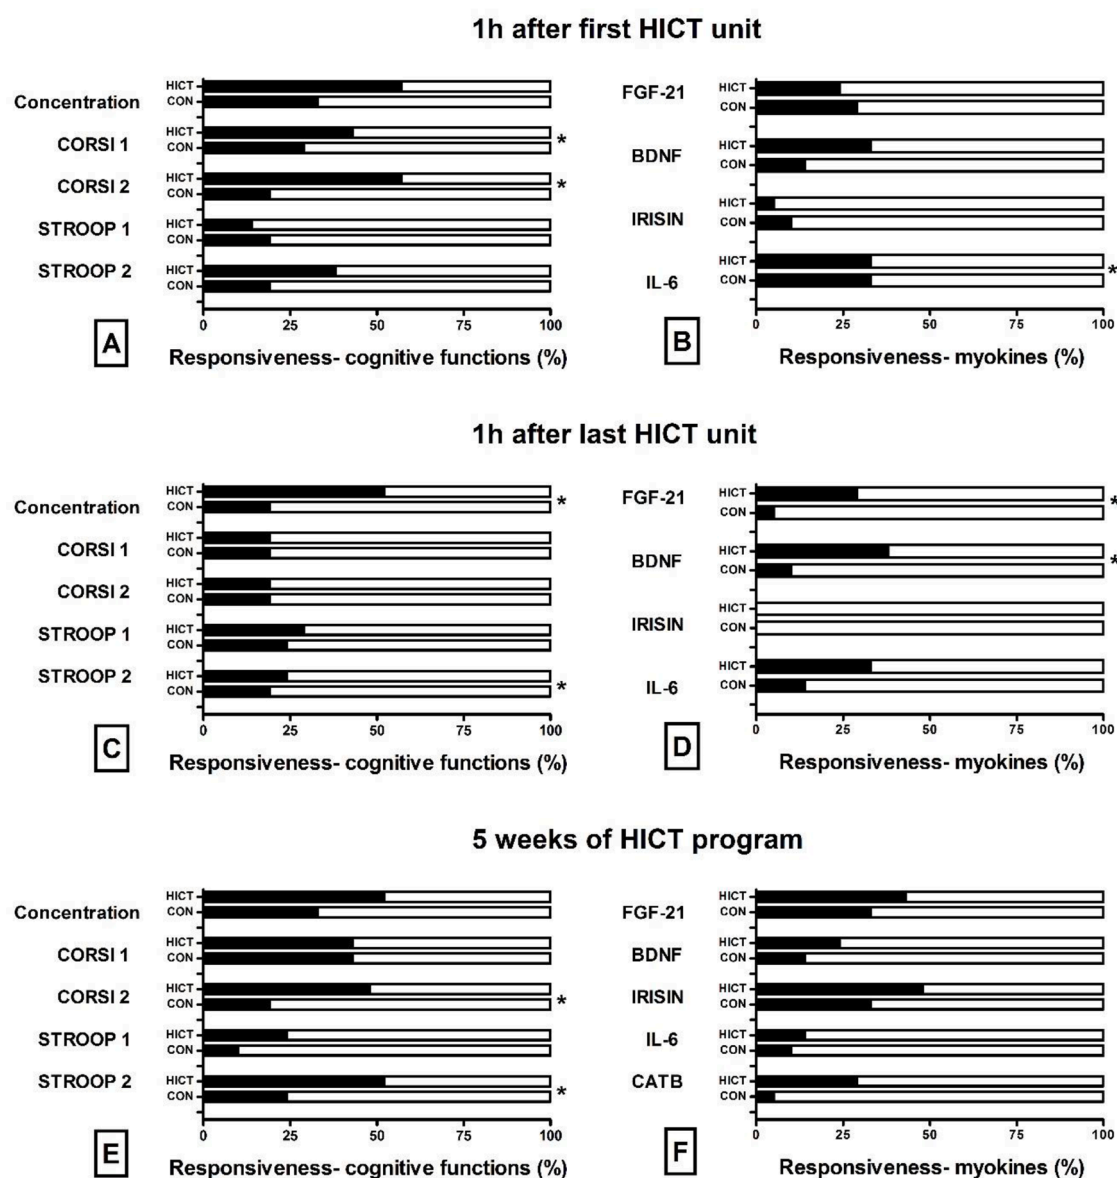 1h after first HICT unit
Concentration
HICT
CON
CORSI 1
HICT
CON
*
CORSI 2
HICT
CON
*
STROOP 1
HICT
CON
STROOP 2
HICT
CON
0 25 50 75 100
A
Responsiveness- cognitive functions (%)
FGF-21
HICT
CON
BDNF
HICT
CON
IRISIN
HICT
CON
IL-6
HICT
CON
*
0 25 50 75 100
B
Responsiveness- myokines (%)
1h after last HICT unit
Concentration
HICT
CON
*
CORSI 1
HICT
CON
CORSI 2
HICT
CON
STROOP 1
HICT
CON
STROOP 2
HICT
CON
*
0 25 50 75 100
C
Responsiveness- cognitive functions (%)
FGF-21
HICT
CON
*
BDNF
HICT
CON
*
IRISIN
HICT
CON
IL-6
HICT
CON
0 25 50 75 100
D
Responsiveness- myokines (%)
5 weeks of HICT program
Concentration
HICT
CON
CORSI 1
HICT
CON
CORSI 2
HICT
CON
*
STROOP 1
HICT
CON
STROOP 2
HICT
CON
*
0 25 50 75 100
E
Responsiveness- cognitive functions (%)
FGF-21
HICT
CON
BDNF
HICT
CON
IRISIN
HICT
CON
IL-6
HICT
CON
CATB
HICT
CON
0 25 50 75 100
F
Responsiveness- myokines (%)